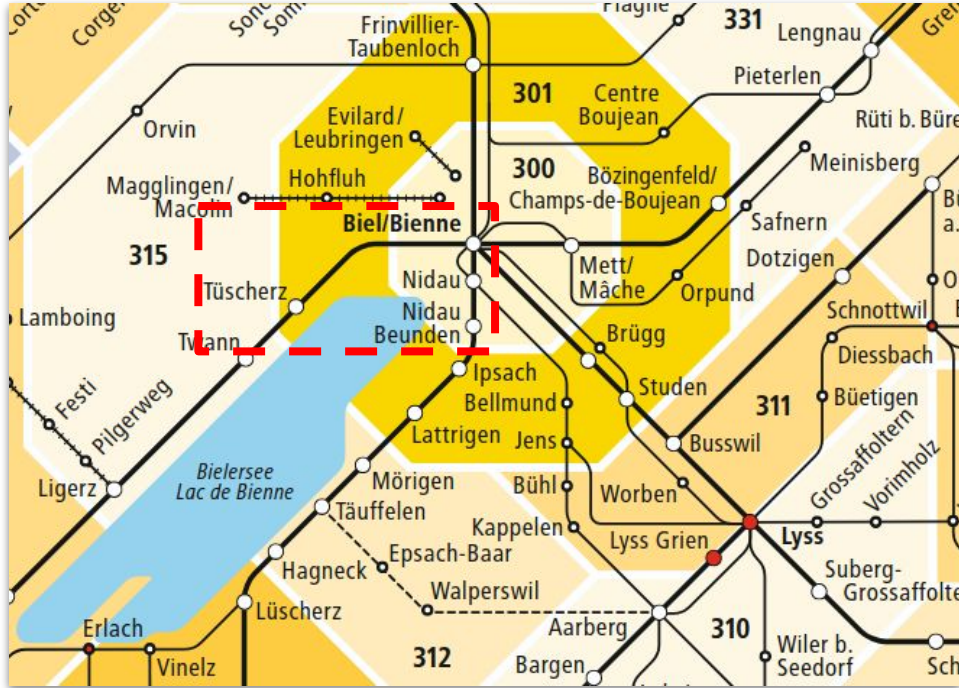 Corge
Sonc
Frinvillier-
Taubenloch
331
Lengnau
Pieterlen
301
Centre
Boujean
Rüti b. Büre
Orvin
Evilard/
Leubringen
Meinisberg
300
Magglingen/
Macolin
Hohfluh
Bözingenfeld/
Champs-de-Boujean
Safnern
Biel/Bienne
315
Mett/
Mâche
Orpund
Dotzigen
Nidau
Tüscherz
Schnottwil
Lamboing
Nidau
Beunden
Twann
Brügg
Diessbach
Ipsach
Studen
Festi
Pilgerweg
Bellmund
311
Büetigen
Lattrigen
Jens
Busswil
Grossaffoltern
Vorimholz
Bielersee
Lac de Bienne
Ligerz
Mörigen
Bühl
Worben
Täuffelen
Kappelen
Lyss Grien
Lyss
Epsach-Baar
Hagneck
Walperswil
Suberg-
Grossaffolte
Lüscherz
Erlach
Aarberg
310
Vinelz
312
Bargen
Wiler b.
Seedorf
Sch